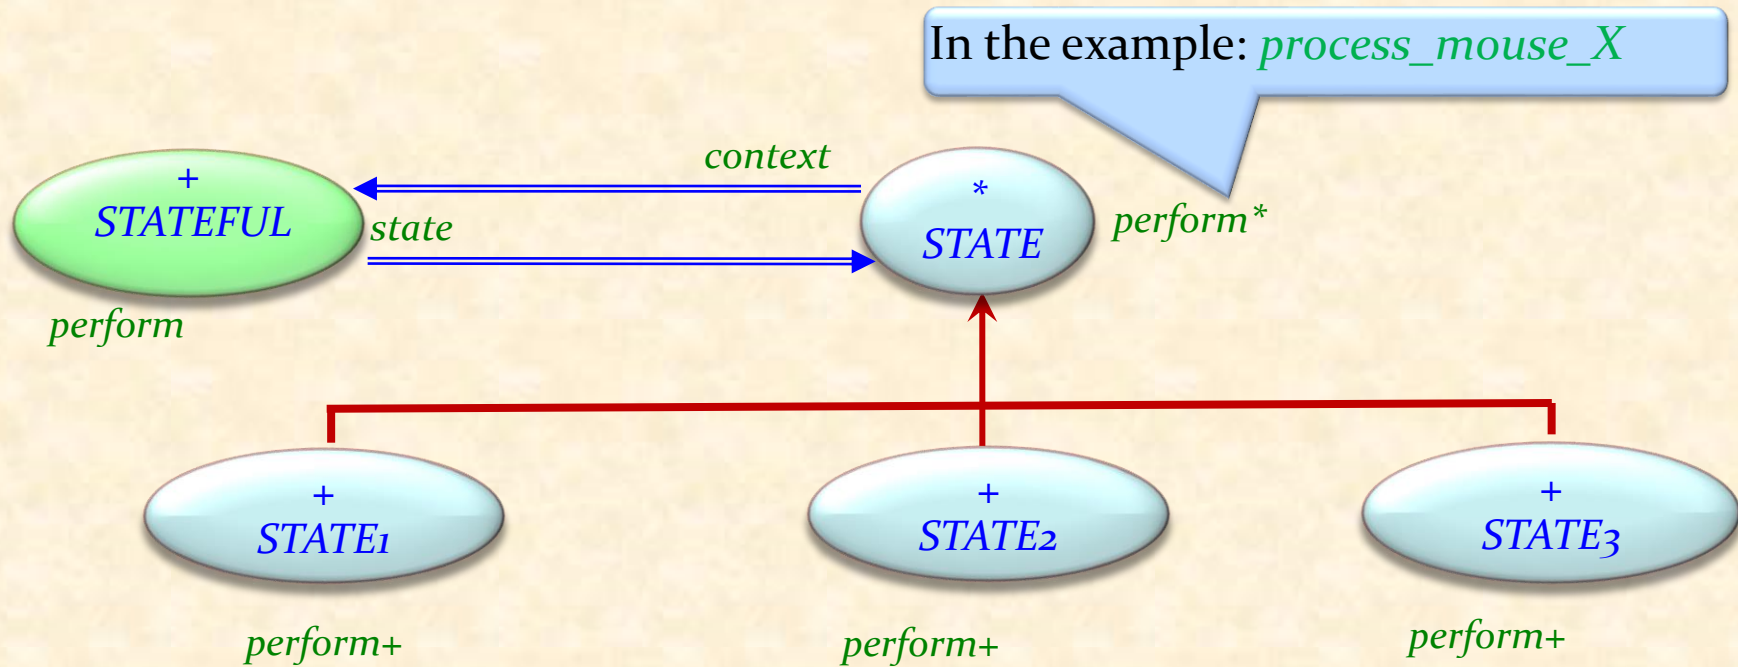 In the example: process_mouse_X
context
+
STATEFUL
state
*
STATE
perform*
perform
+
STATE1
+
STATE2
+
STATE3
perform+
perform+
perform+